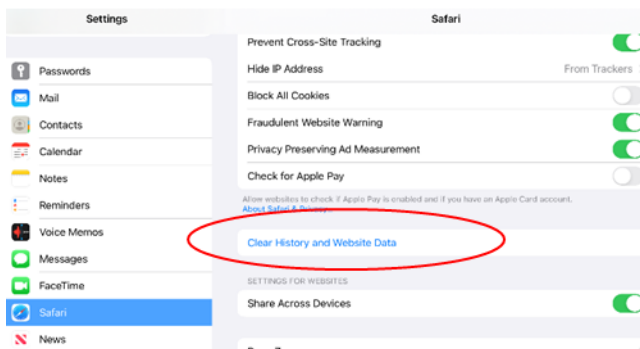 Settings
Safari
Passwords
Mail
Contacts
Calendar
Notes
Reminders
Voice Memos
Messages
FaceTime
Safari
News
Prevent Cross-Site Tracking
Hide IP Address From Trackers
Block All Cookies
Fraudulent Website Warning
Privacy Preserving Ad Measurement
Check for Apple Pay
Allow websites to check if Apple Pay is enabled and if you have an Apple Card account.
About Safari & Privacy...
Clear History and Website Data
SETTINGS FOR WEBSITES
Share Across Devices